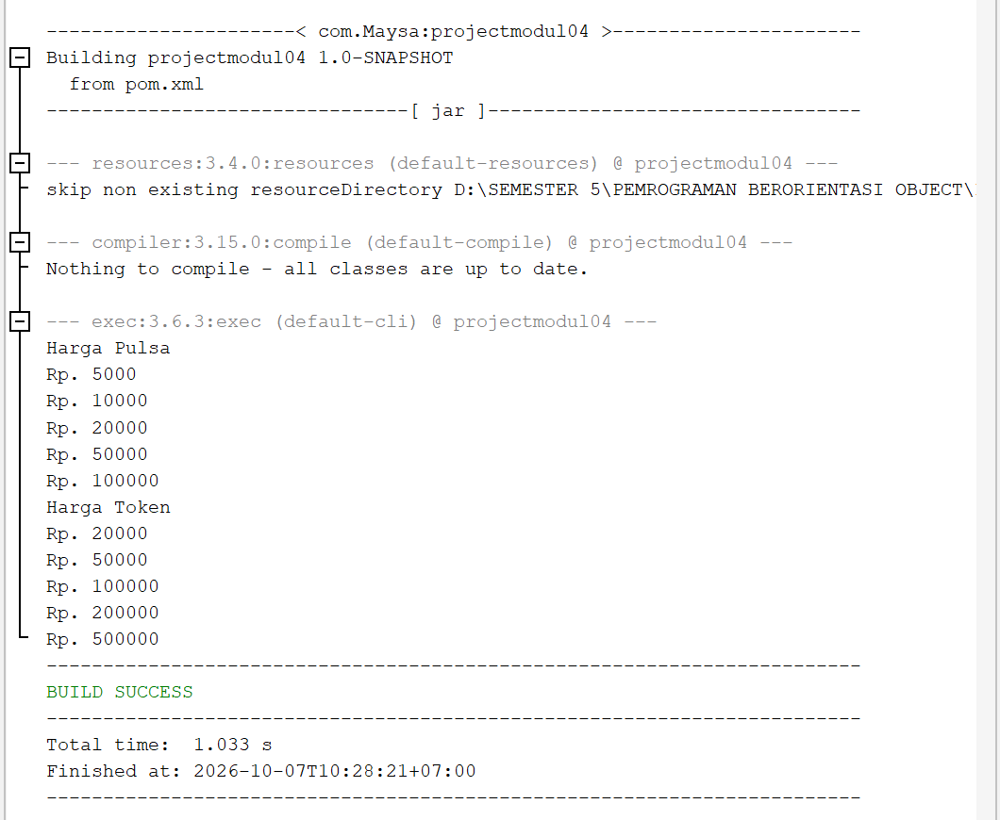 ----------------------< com.Maysa:projectmodul04 >----------------------
Building projectmodul04 1.0-SNAPSHOT
  from pom.xml
--------------------------------[ jar ]---------------------------------
--- resources:3.4.0:resources (default-resources) @ projectmodul04 ---
skip non existing resourceDirectory D:\SEMESTER 5\PEMROGRAMAN BERORIENTASI OBJECT\
--- compiler:3.15.0:compile (default-compile) @ projectmodul04 ---
Nothing to compile - all classes are up to date.
--- exec:3.6.3:exec (default-cli) @ projectmodul04 ---
Harga Pulsa
Rp. 5000
Rp. 10000
Rp. 20000
Rp. 50000
Rp. 100000
Harga Token
Rp. 20000
Rp. 50000
Rp. 100000
Rp. 200000
Rp. 500000
------------------------------------------------------------------------
BUILD SUCCESS
------------------------------------------------------------------------
Total time:  1.033 s
Finished at: 2026-10-07T10:28:21+07:00
------------------------------------------------------------------------